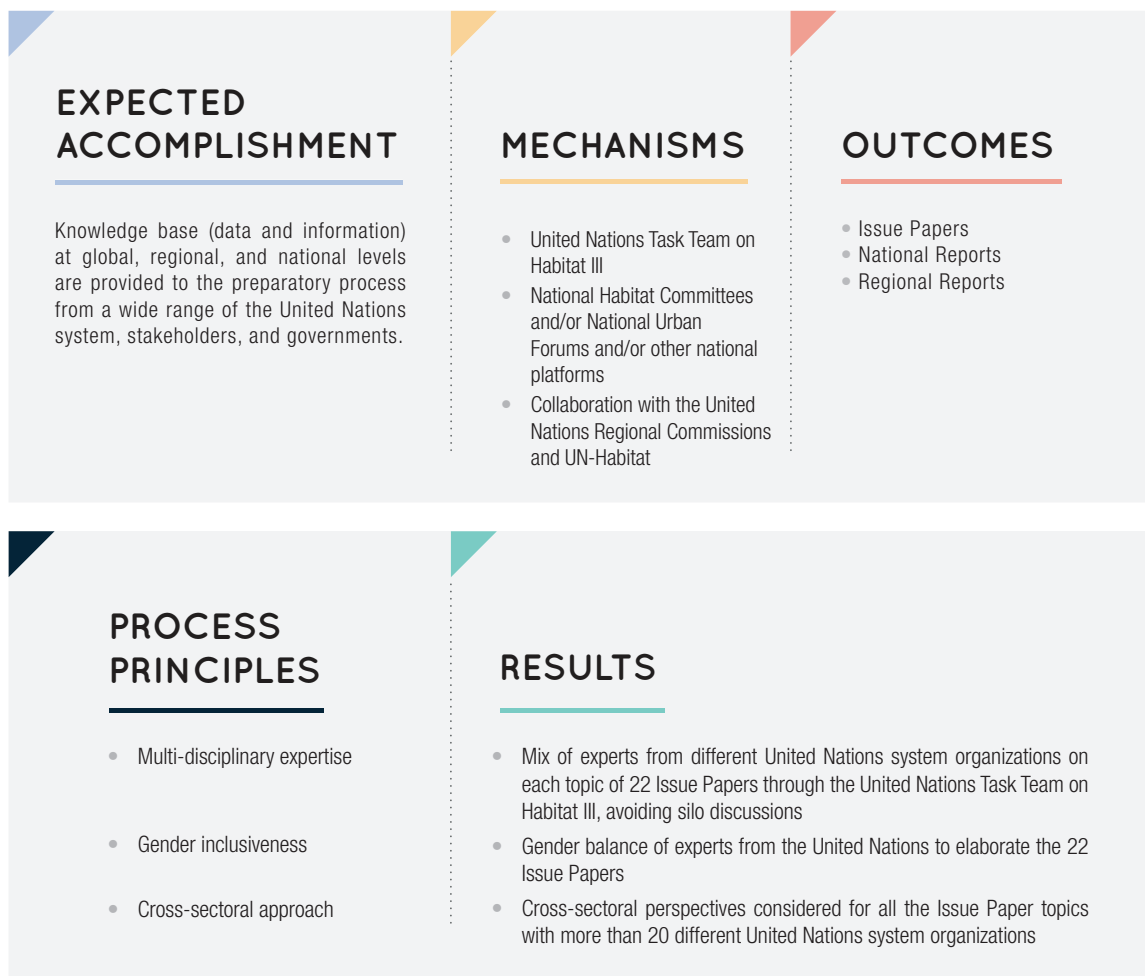 EXPECTED
ACCOMPLISHMENT
Knowledge base (data and information)
at global, regional, and national levels
are provided to the preparatory process
from a wide range of the United Nations
system, stakeholders, and governments.
MECHANISMS
• United Nations Task Team on
Habitat III
• National Habitat Committees
and/or National Urban
Forums and/or other national
platforms
• Collaboration with the United
Nations Regional Commissions
and UN-Habitat
OUTCOMES
• Issue Papers
• National Reports
• Regional Reports
PROCESS
PRINCIPLES
• Multi-disciplinary expertise
• Gender inclusiveness
• Cross-sectoral approach
RESULTS
• Mix of experts from different United Nations system organizations on
each topic of 22 Issue Papers through the United Nations Task Team on
Habitat III, avoiding silo discussions
• Gender balance of experts from the United Nations to elaborate the 22
Issue Papers
• Cross-sectoral perspectives considered for all the Issue Paper topics
with more than 20 different United Nations system organizations